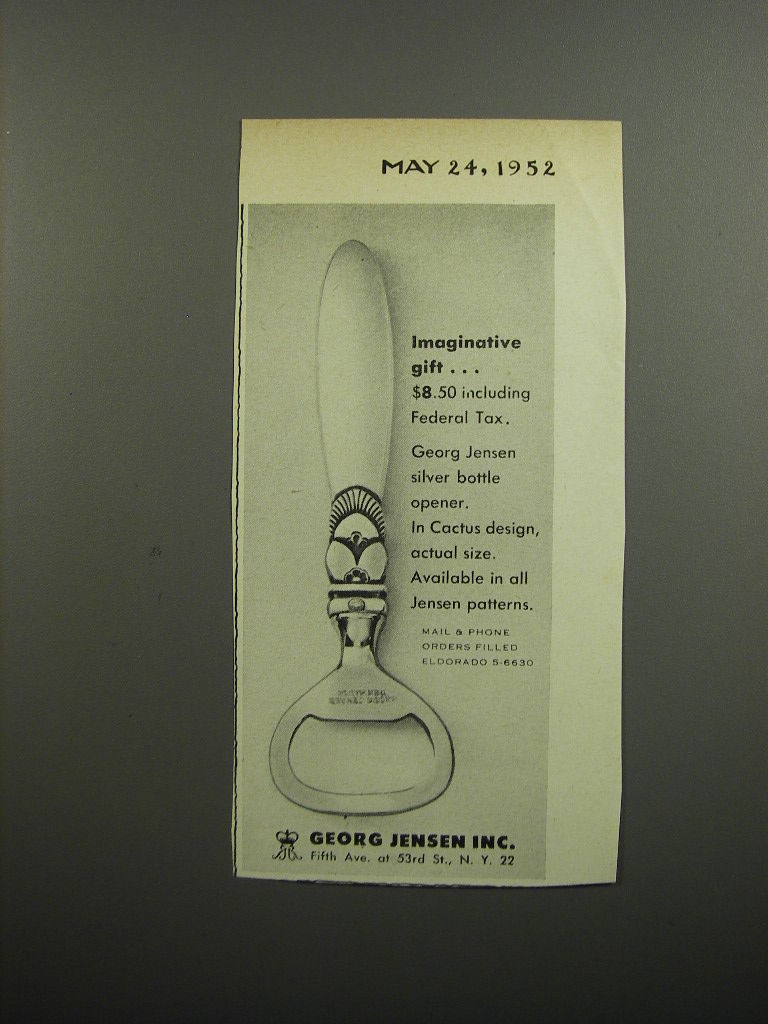 MAY 24, 1952
Imaginative
gift . . .
$8.50 including
Federal Tax.
Georg Jensen
silver bottle
opener.
In Cactus design,
actual size.
Available in all
Jensen patterns.
MAIL & PHONE
ORDERS FILLED
ELDORADO 5-6630
GEORG JENSEN INC.
Fifth Ave. at 53rd St., N. Y. 22